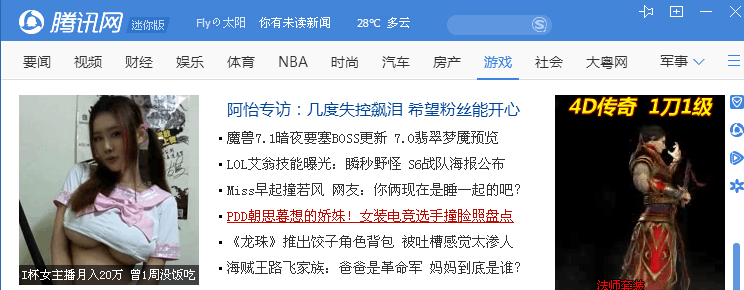 腾讯网 迷你版 Flyの太阳 你有未读新闻 28℃ 多云
要闻 视频 财经 娱乐 体育 NBA 时尚 汽车 房产 游戏 社会 大粤网 军事
阿怡专访：几度失控飙泪 希望粉丝能开心
魔兽7.1暗夜要塞BOSS更新 7.0翡翠梦魇预览
LOL艾翁技能曝光：瞬秒野怪 S6战队海报公布
Miss早起撞若风 网友：你俩现在是睡一起的吧？
PDD朝思暮想的娇妹！女装电竞选手撞脸照盘点
《龙珠》推出饺子角色背包 被吐槽感觉太渗人
海贼王路飞家族：爸爸是革命军 妈妈到底是谁？
I杯女主播月入20万 曾1周没饭吃
4D传奇 1刀1级
法师套装